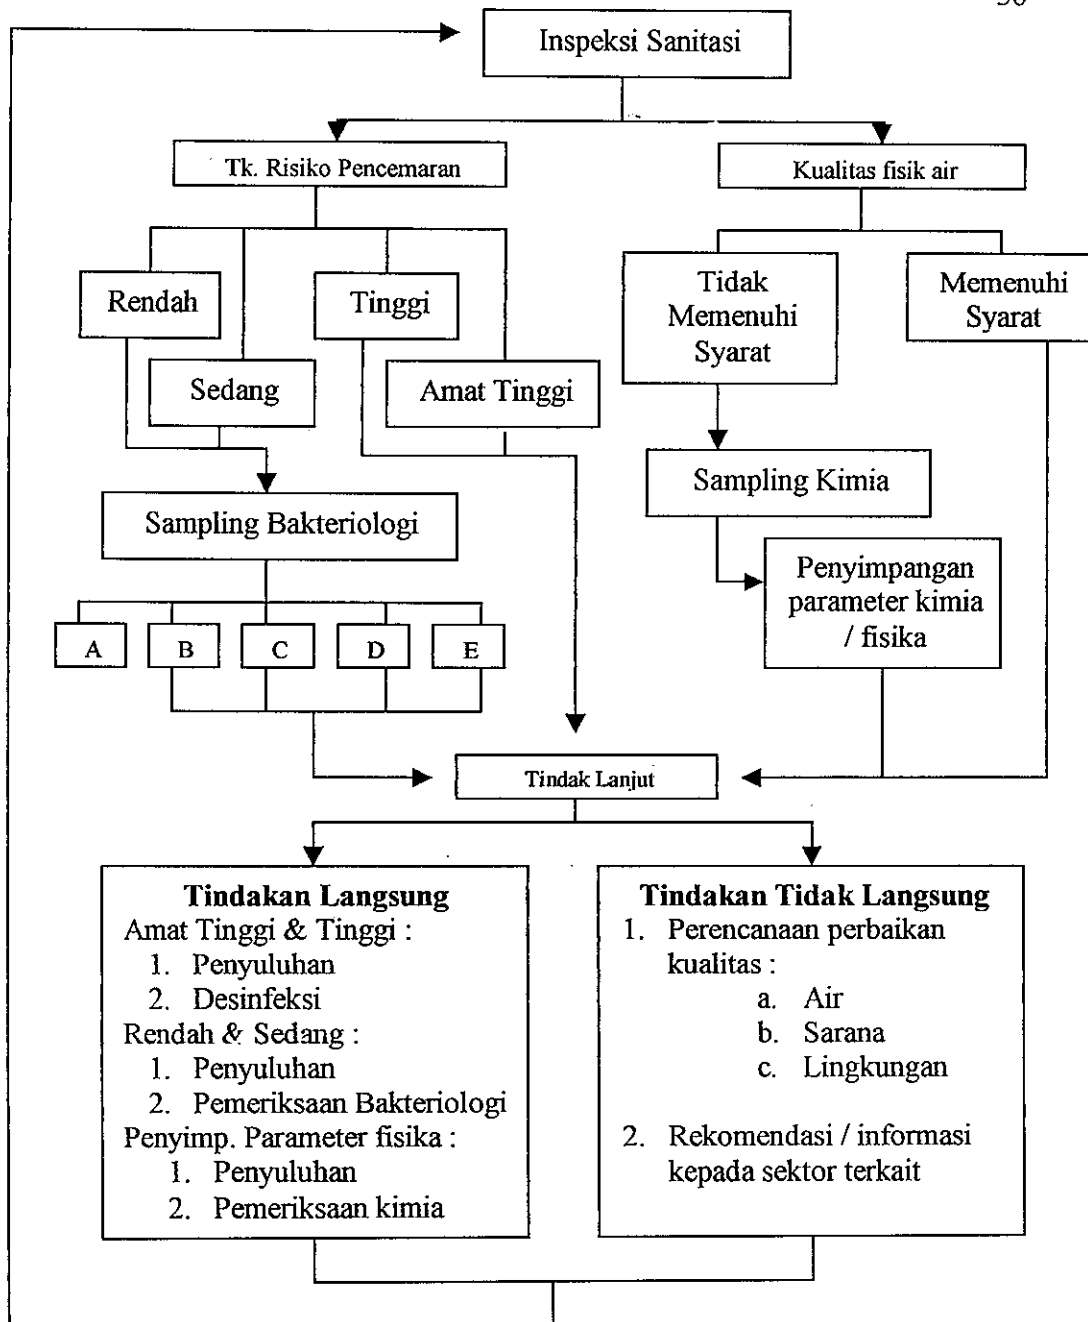 Inspeksi Sanitasi
Tk. Risiko Pencemaran
Kualitas fisik air
Rendah
Tinggi
Tidak
Memenuhi
Syarat
Memenuhi
Syarat
Sedang
Amat Tinggi
Sampling Kimia
Sampling Bakteriologi
Penyimpangan
parameter kimia
/ fisika
A
B
C
D
E
Tindak Lanjut
Tindakan Langsung
Amat Tinggi & Tinggi :
1. Penyuluhan
2. Desinfeksi
Rendah & Sedang :
1. Penyuluhan
2. Pemeriksaan Bakteriologi
Penyimp. Parameter fisika :
1. Penyuluhan
2. Pemeriksaan kimia
Tindakan Tidak Langsung
1. Perencanaan perbaikan
kualitas :
a. Air
b. Sarana
c. Lingkungan
2. Rekomendasi / informasi
kepada sektor terkait